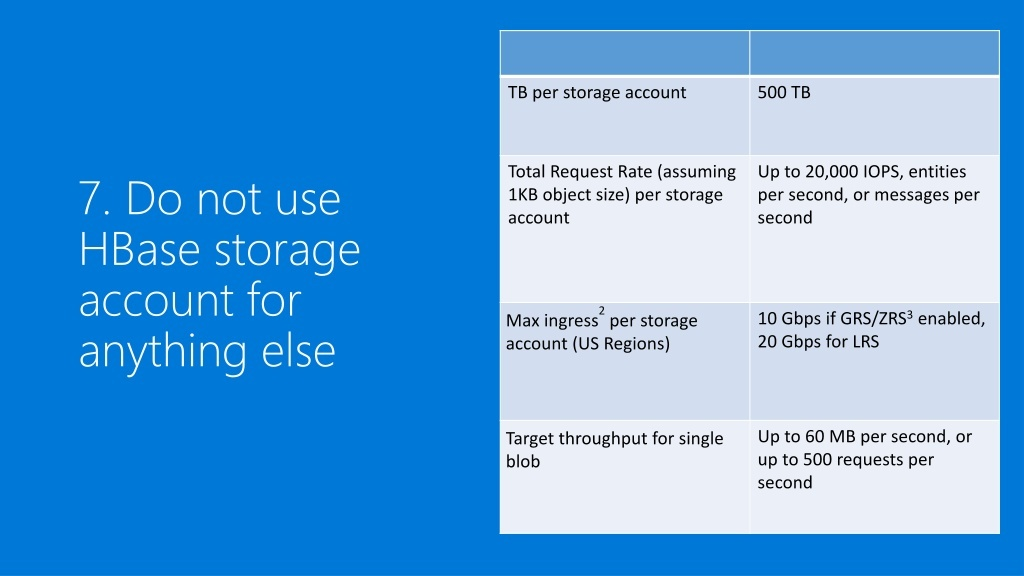 7. Do not use
HBase storage
account for
anything else
TB per storage account
500 TB
Total Request Rate (assuming
1KB object size) per storage
account
Up to 20,000 IOPS, entities
per second, or messages per
second
Max ingress² per storage
account (US Regions)
10 Gbps if GRS/ZRS³ enabled,
20 Gbps for LRS
Target throughput for single
blob
Up to 60 MB per second, or
up to 500 requests per
second